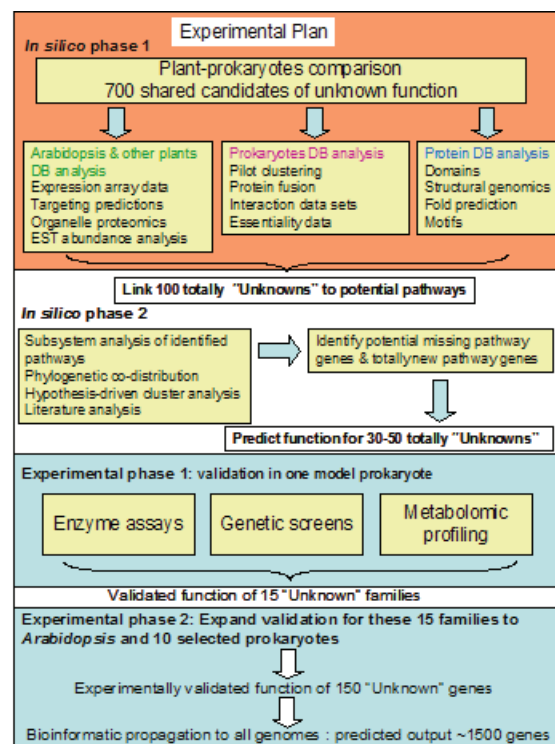 Experimental Plan
In silico phase 1
Plant-prokaryotes comparison
700 shared candidates of unknown function
Arabidopsis & other plants
DB analysis
Expression array data
Targeting predictions
Organelle proteomics
EST abundance analysis
Prokaryotes DB analysis
Pilot clustering
Protein fusion
Interaction data sets
Essentiality data
Protein DB analysis
Domains
Structural genomics
Fold prediction
Motifs
Link 100 totally "Unknowns" to potential pathways
In silico phase 2
Subsystem analysis of identified
pathways
Phylogenetic co-distribution
Hypothesis-driven cluster analysis
Literature analysis
Identify potential missing pathway
genes & totally new pathway genes
Predict function for 30-50 totally "Unknowns"
Experimental phase 1: validation in one model prokaryote
Enzyme assays
Genetic screens
Metabolomic
profiling
Validated function of 15 "Unknown" families
Experimental phase 2: Expand validation for these 15 families to
Arabidopsis and 10 selected prokaryotes
Experimentally validated function of 150 "Unknown" genes
Bioinformatic propagation to all genomes : predicted output ~1500 genes